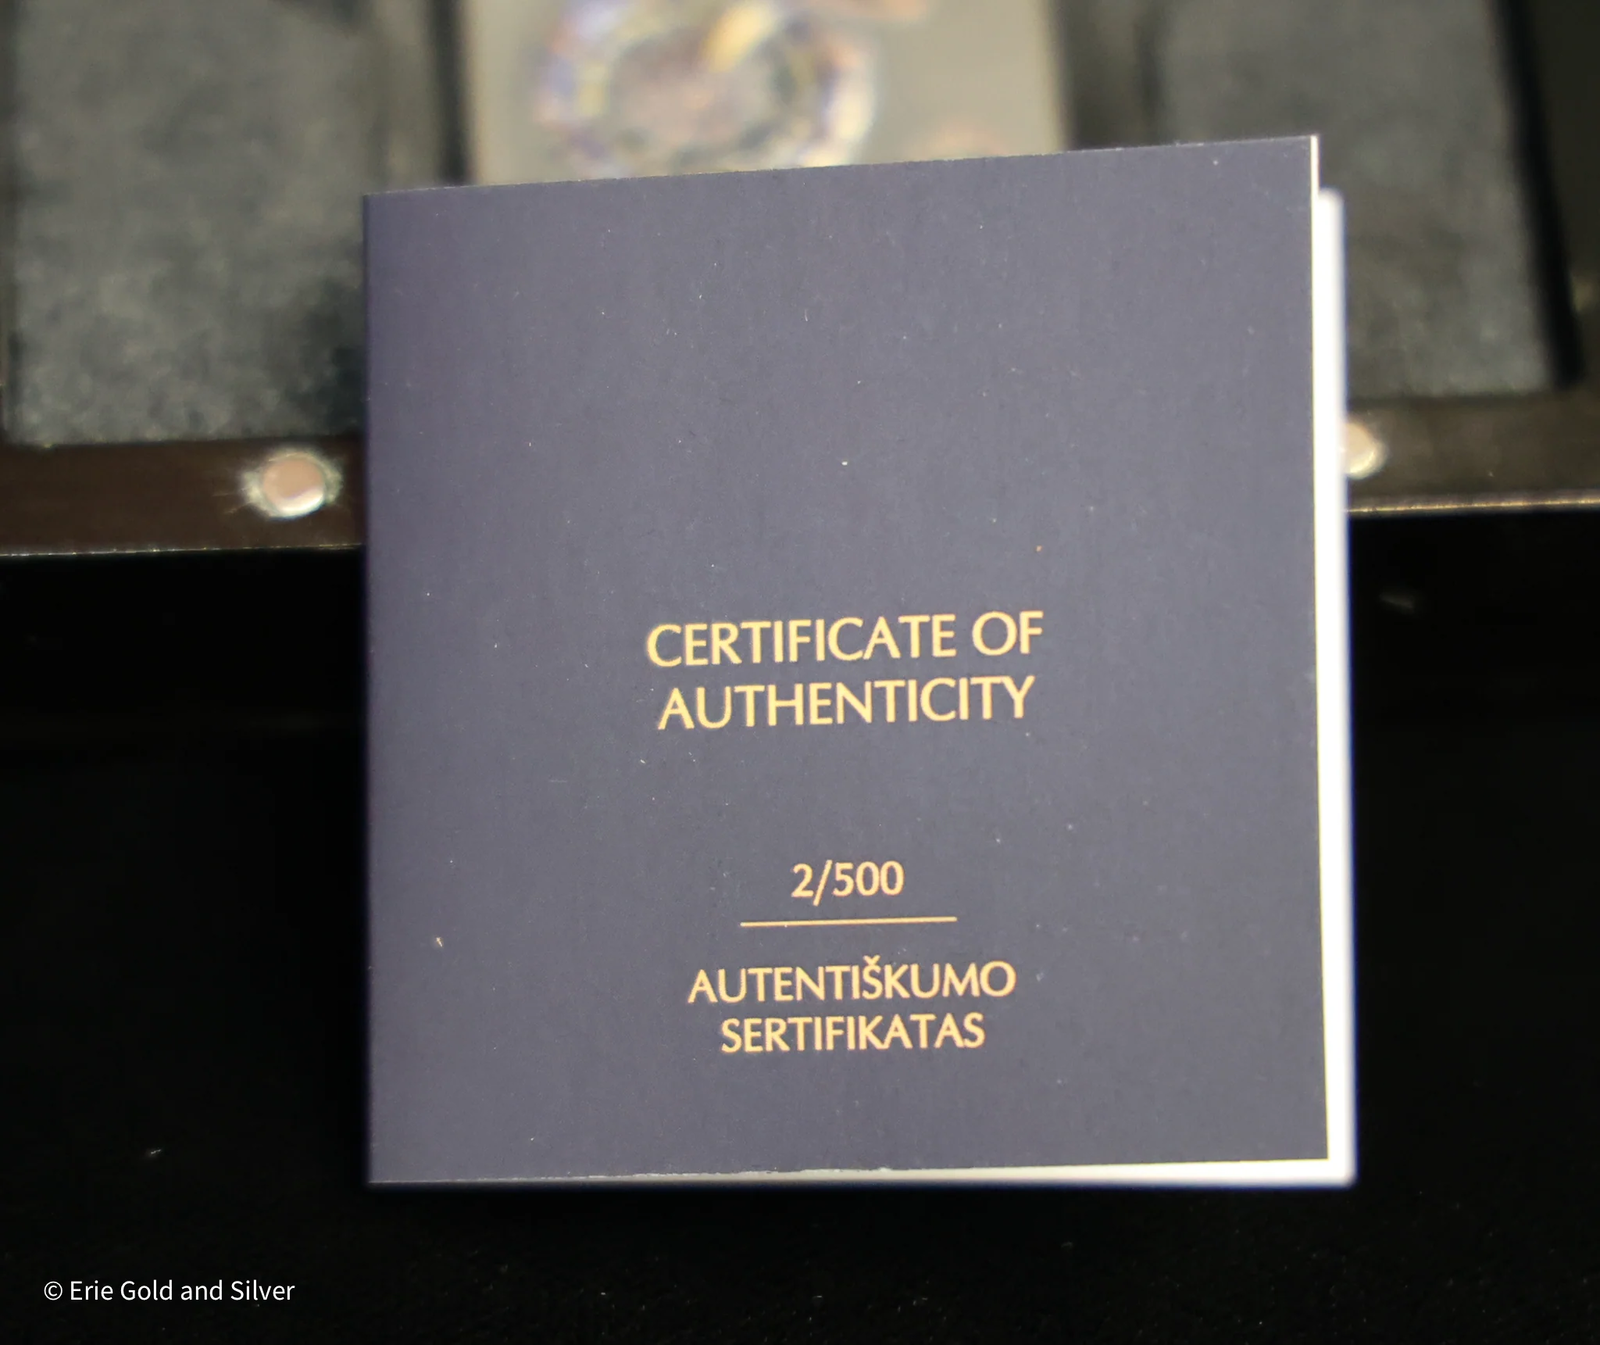 CERTIFICATE OF
AUTHENTICITY
2/500
AUTENTIŠKUMO
SERTIFIKATAS
© Erie Gold and Silver